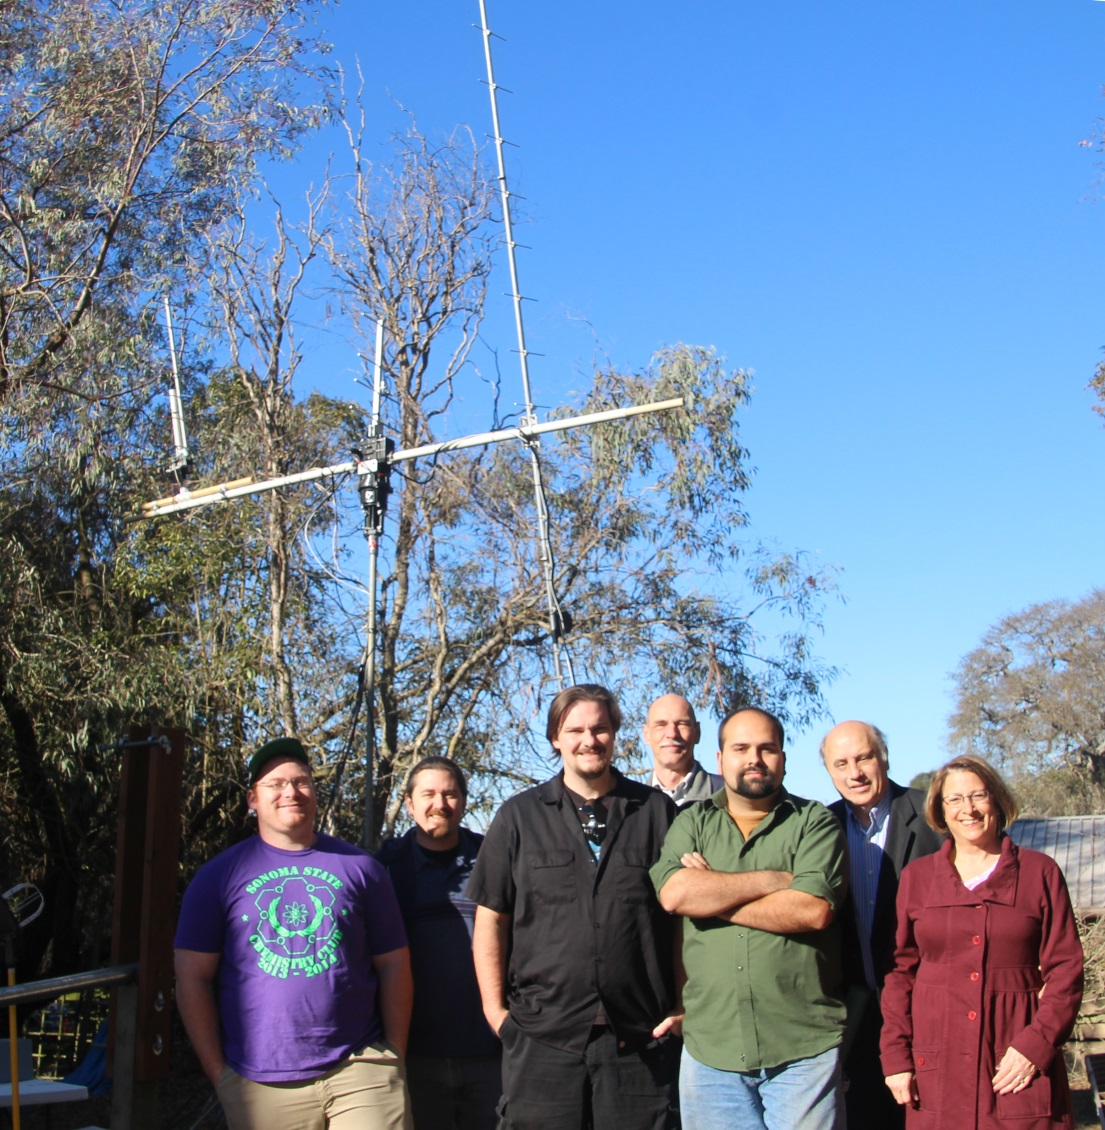 SONOMA STATE
CHEMISTRY CLUB
2013 - 2014